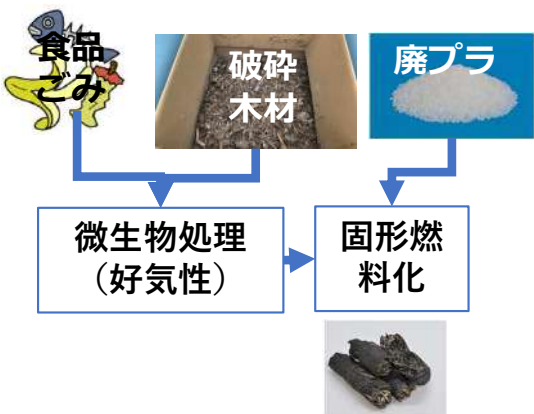 食品
ごみ
破砕
木材
廃プラ
微生物処理
（好気性）
固形燃
料化